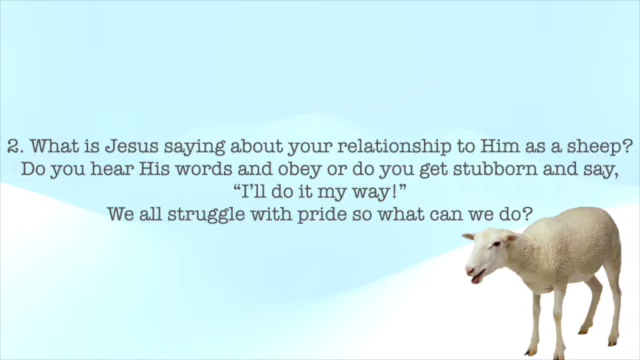 2. What is Jesus saying about your relationship to Him as a sheep?
Do you hear His words and obey or do you get stubborn and say,
“I’ll do it my way!”
We all struggle with pride so what can we do?